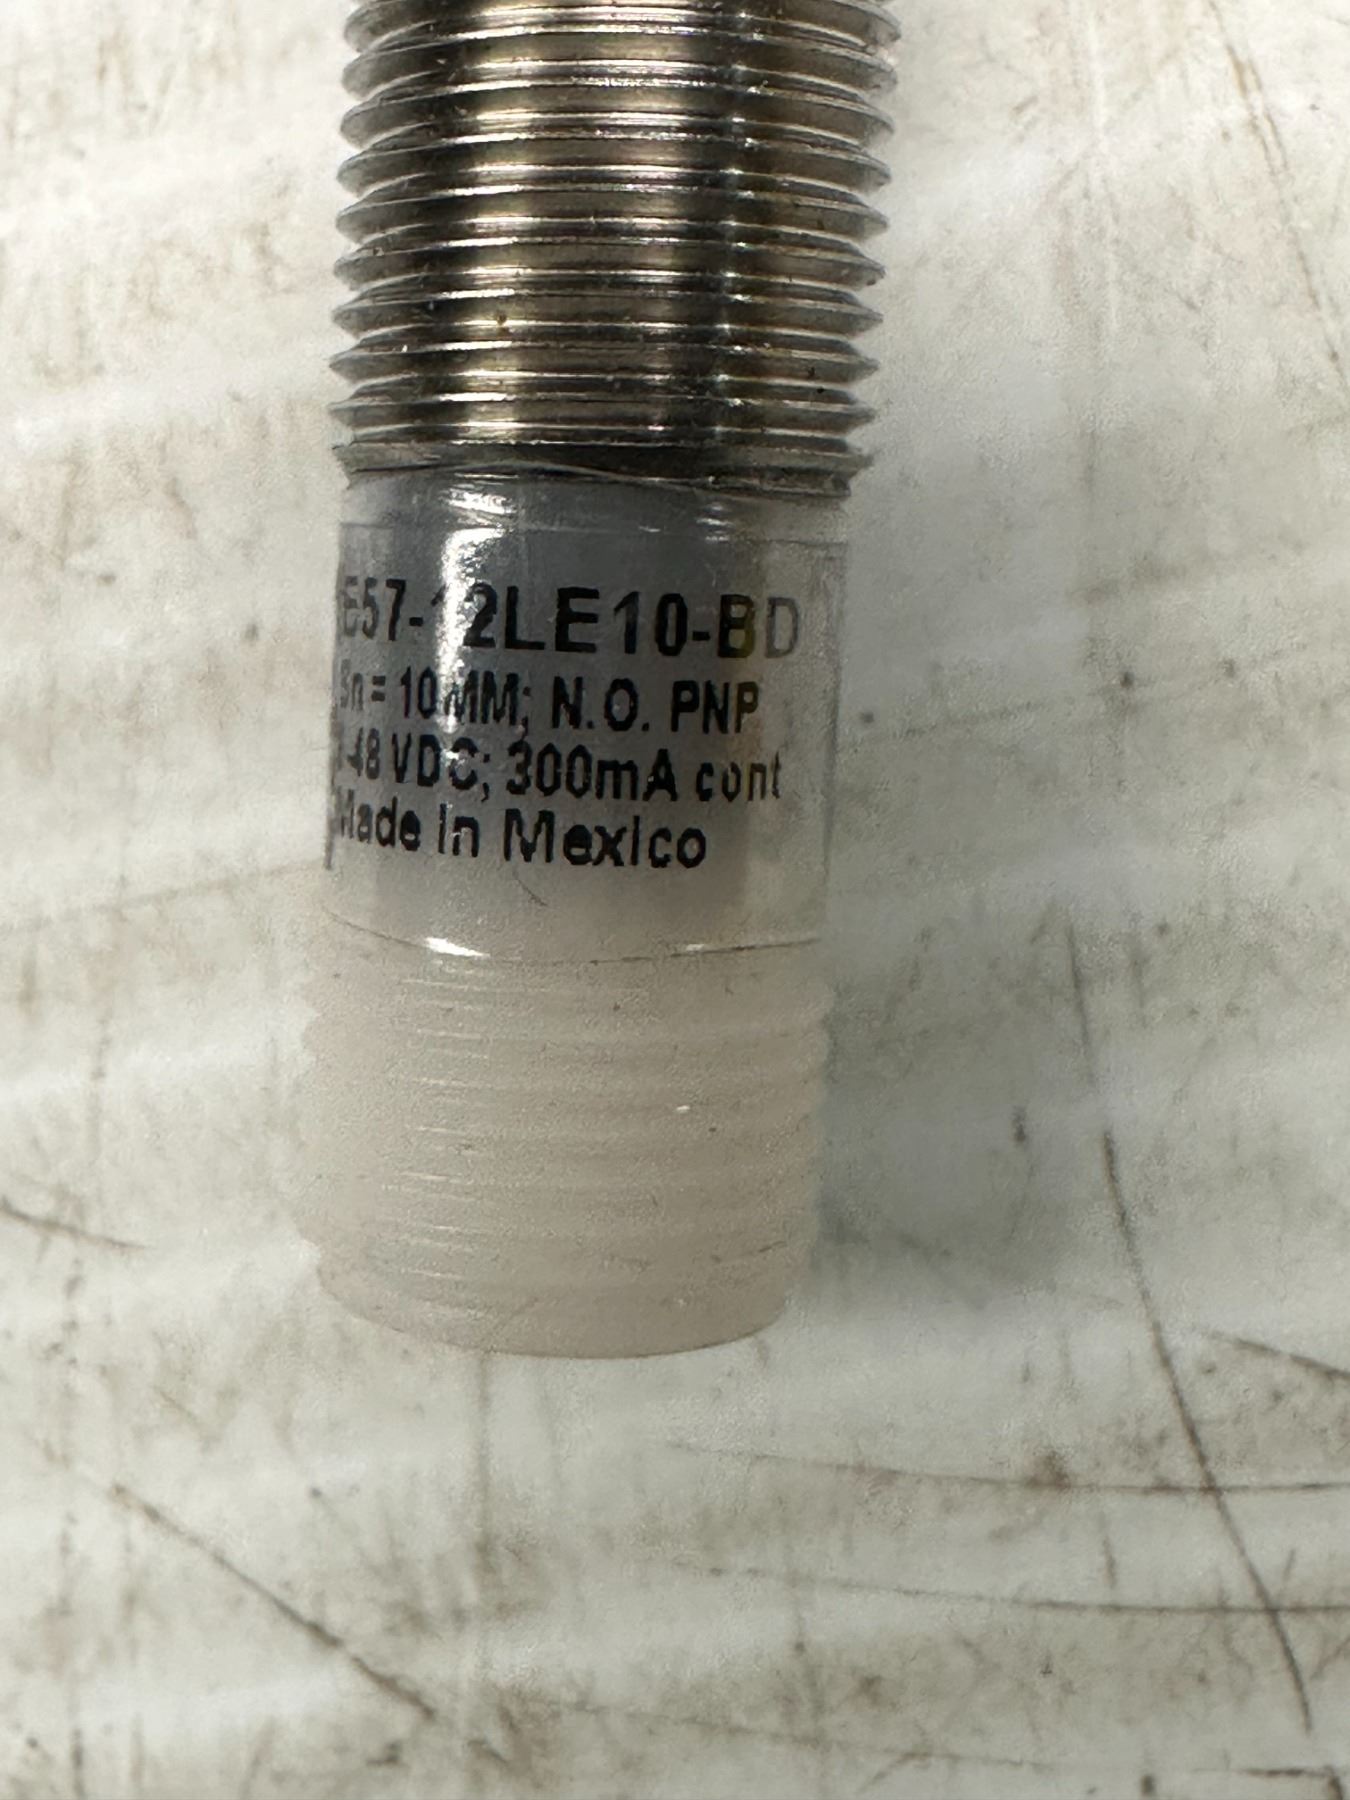 E57-12LE10-BD
Sn = 10MM; N.O. PNP
-48 VDC; 300mA cont
Made in Mexico